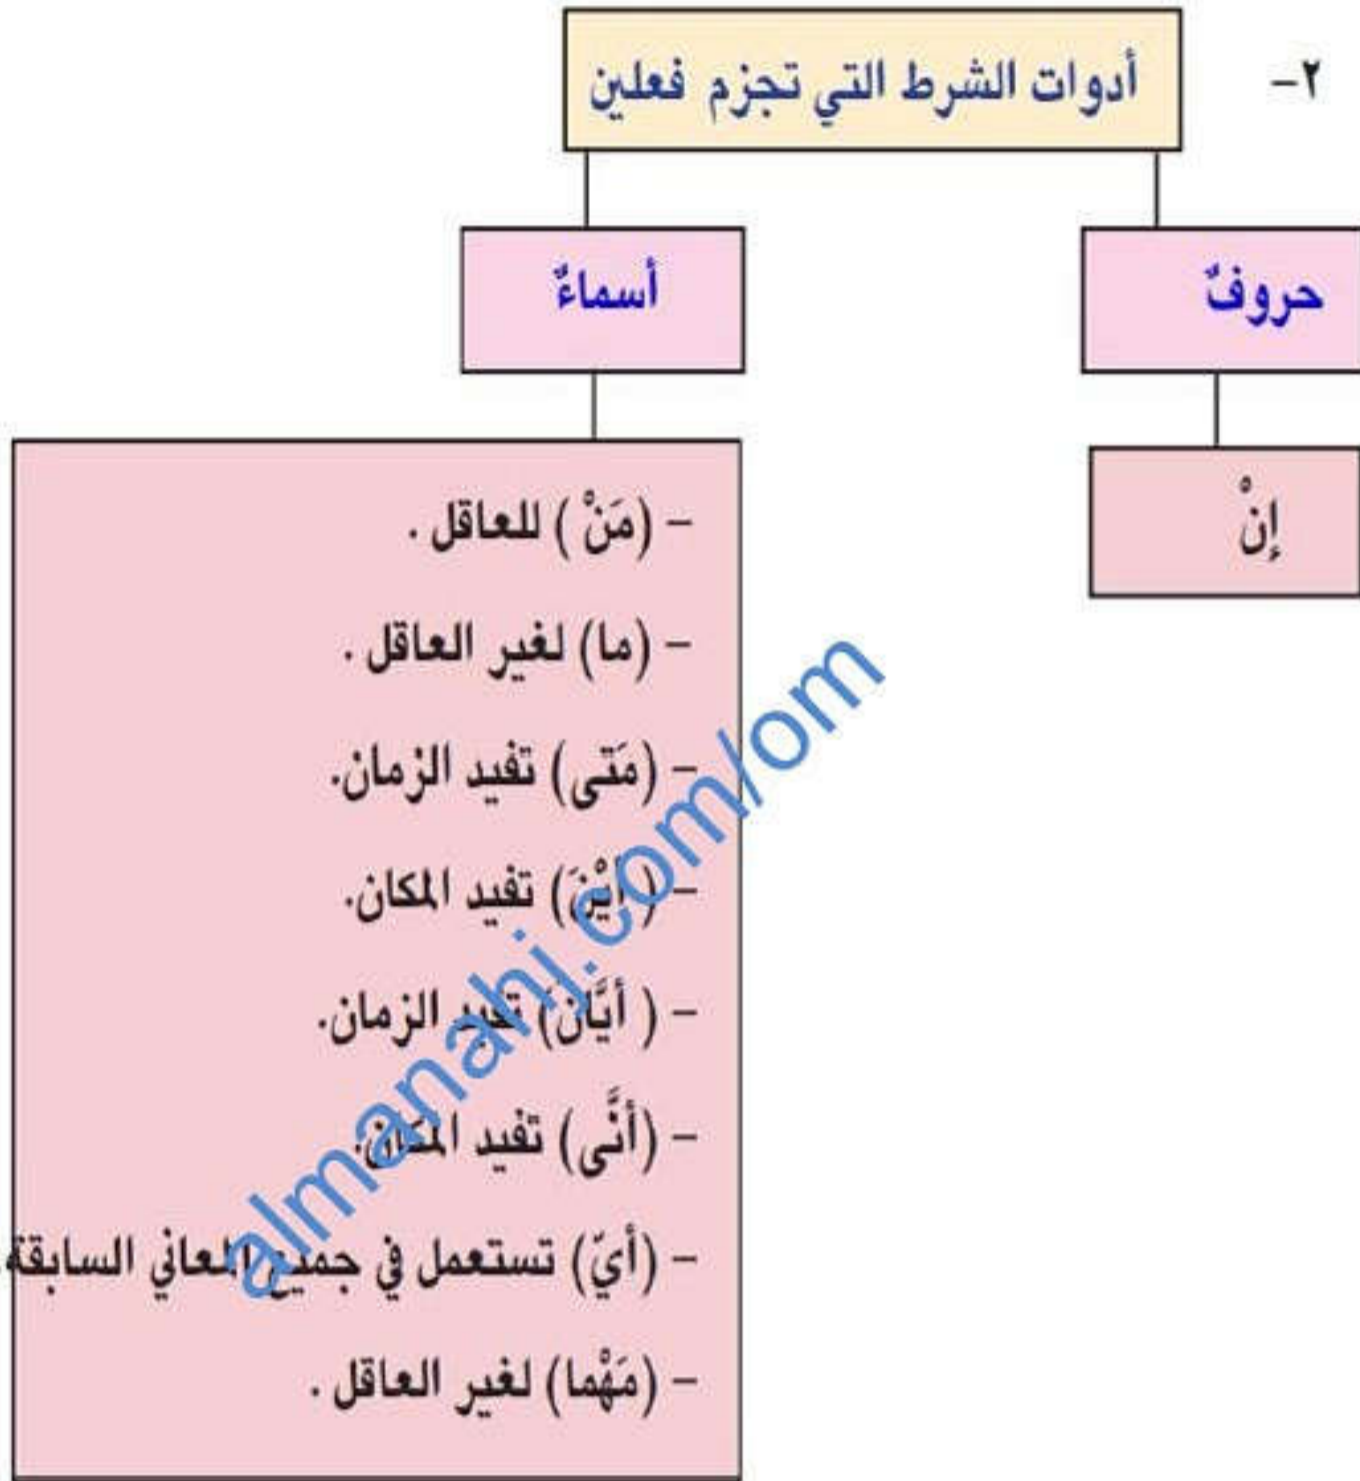 ٢-
أدوات الشرط التي تجزم فعلين
حروفٌ
أسماءٌ
إنْ
- (مَنْ ) للعاقل .
- (ما) لغير العاقل .
- (مَتى) تفيد الزمان.
- ( أيْنَ) تفيد المكان.
- ( أيَّانَ) تفيد الزمان.
- (أنَّى) تفيد المكان.
- (أيّ) تستعمل في جميع المعاني السابقة
- (مَهْما) لغير العاقل .
almanahj.com/om